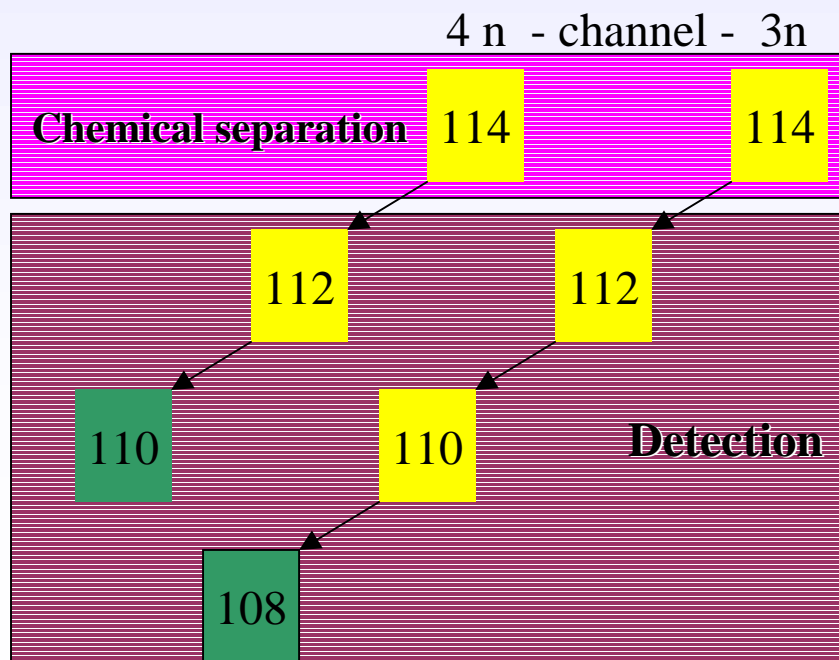 4 n - channel - 3n
Chemical separation 114 114
112 112
110 110 Detection
108